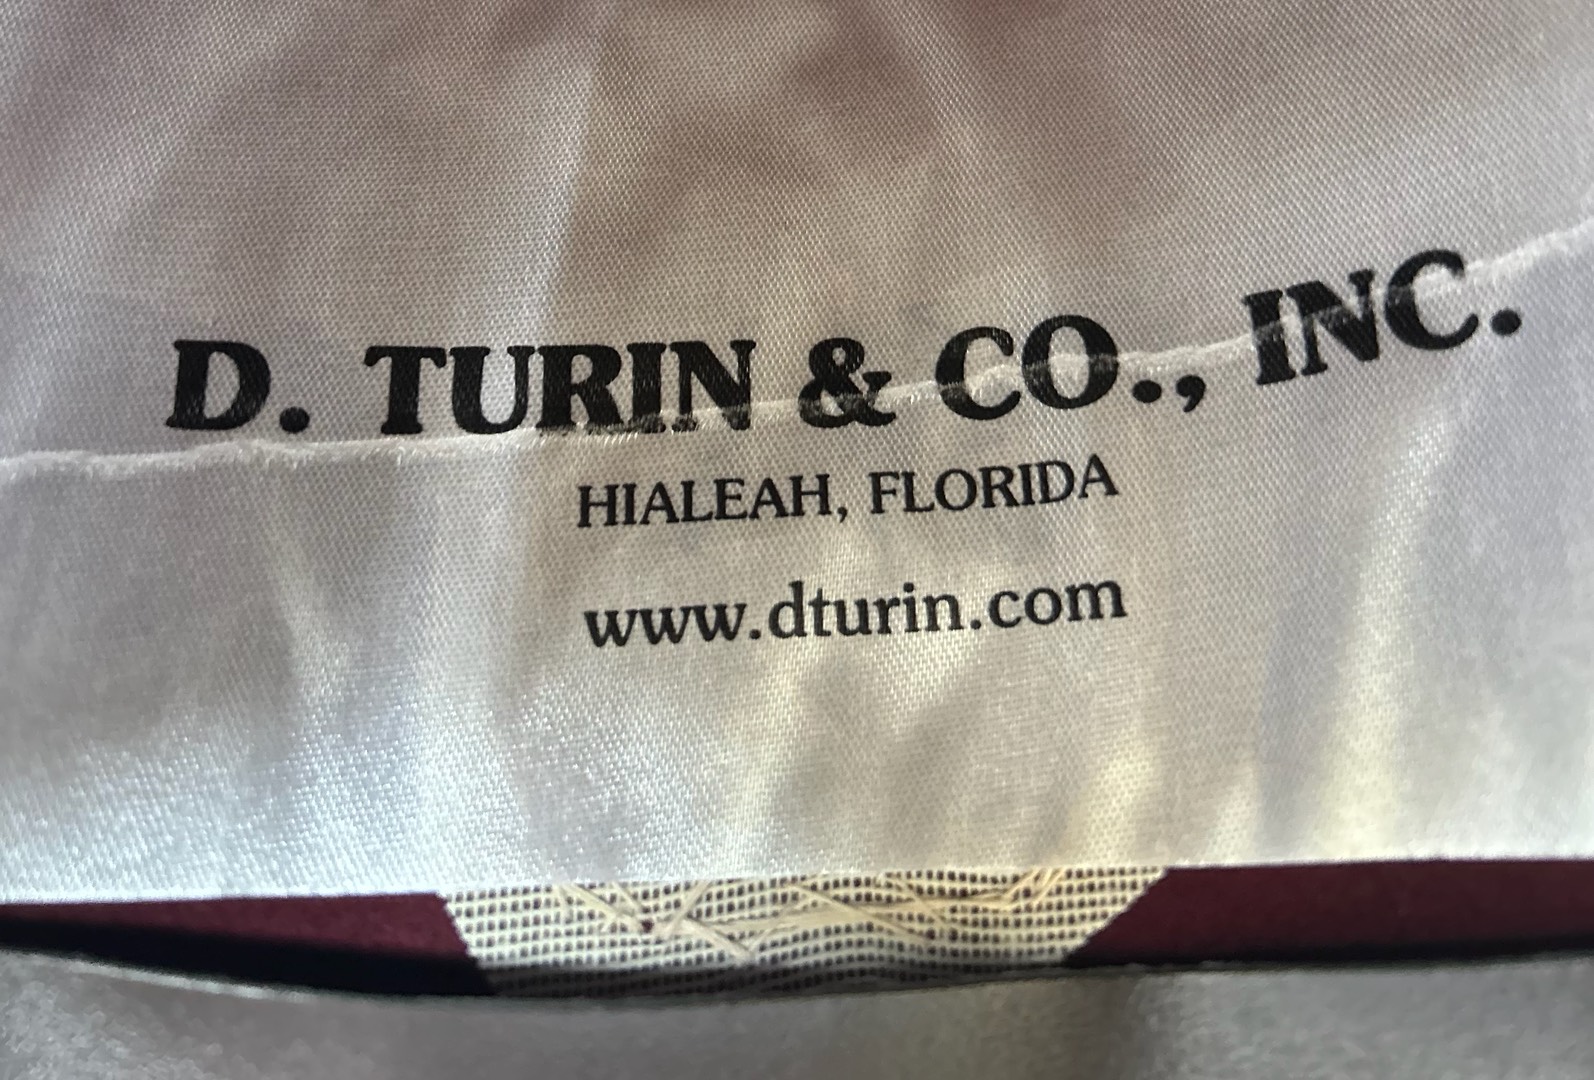 D. TURIN & CO., INC.
HIALEAH, FLORIDA
www.dturin.com